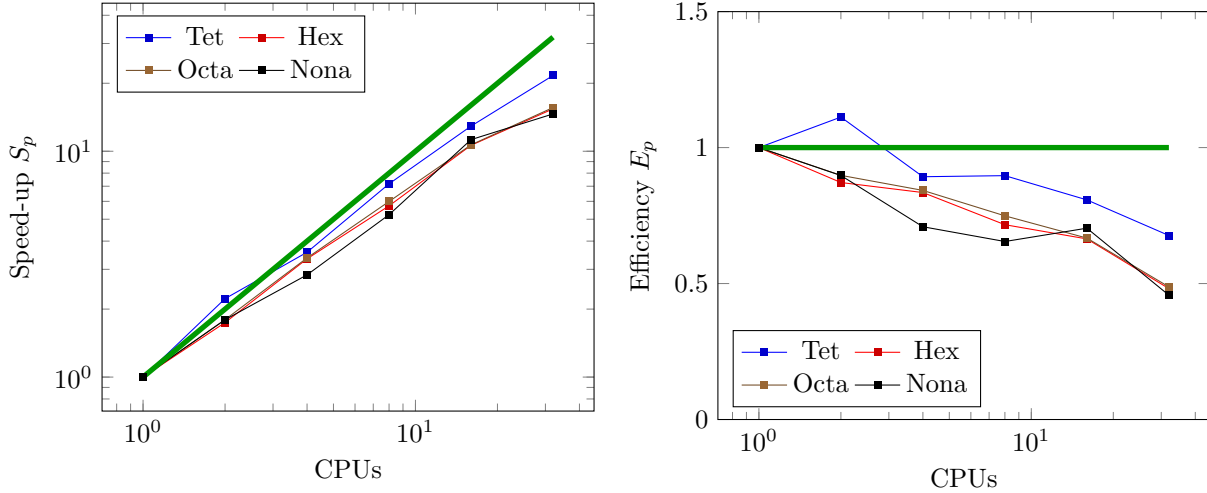 Tet Hex
Octa Nona
10^1
10^0
Speed-up S_p
10^0 10^1
CPUs
1.5
1
0.5
0
Efficiency E_p
Tet Hex
Octa Nona
10^0 10^1
CPUs